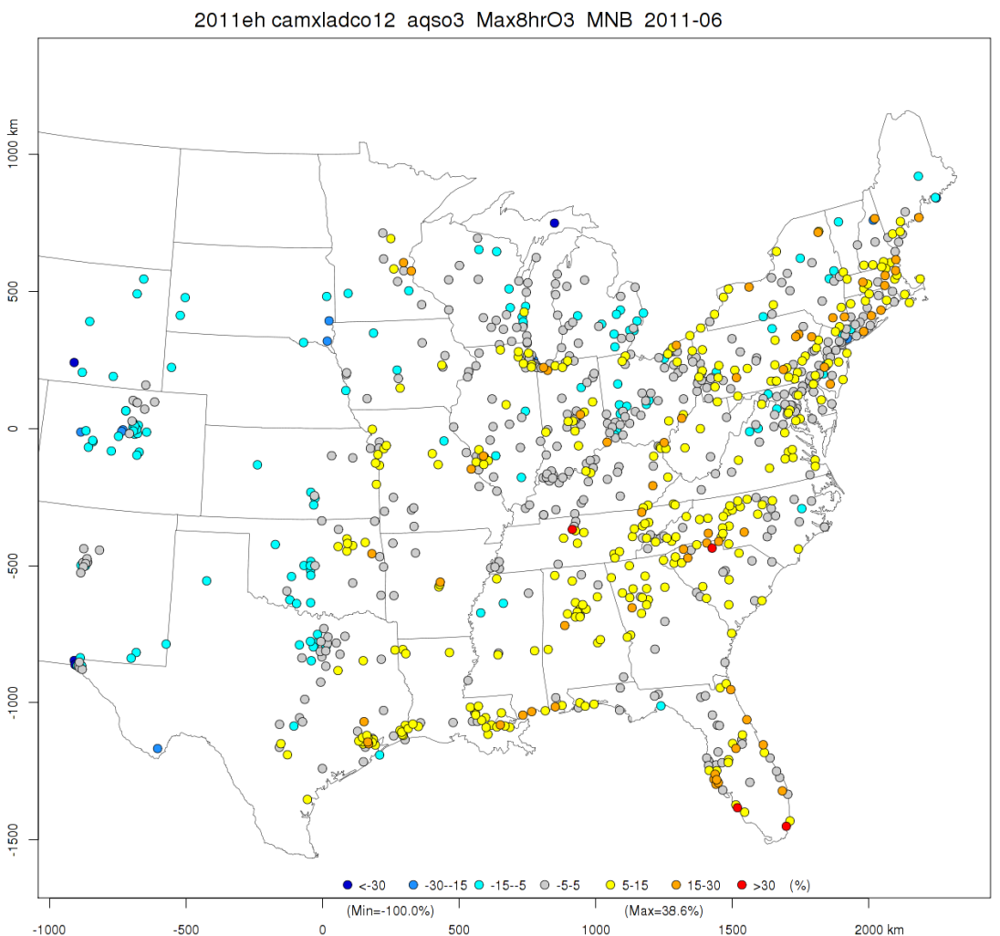 2011eh camxladco12 aqso3 Max8hrO3 MNB 2011-06
1000 km
500
0
-500
-1000
-1500
<-30 -30--15 -15--5 -5-5 5-15 15-30 >30 (%)
(Min=-100.0%) (Max=38.6%)
-1000 -500 0 500 1000 1500 2000 km